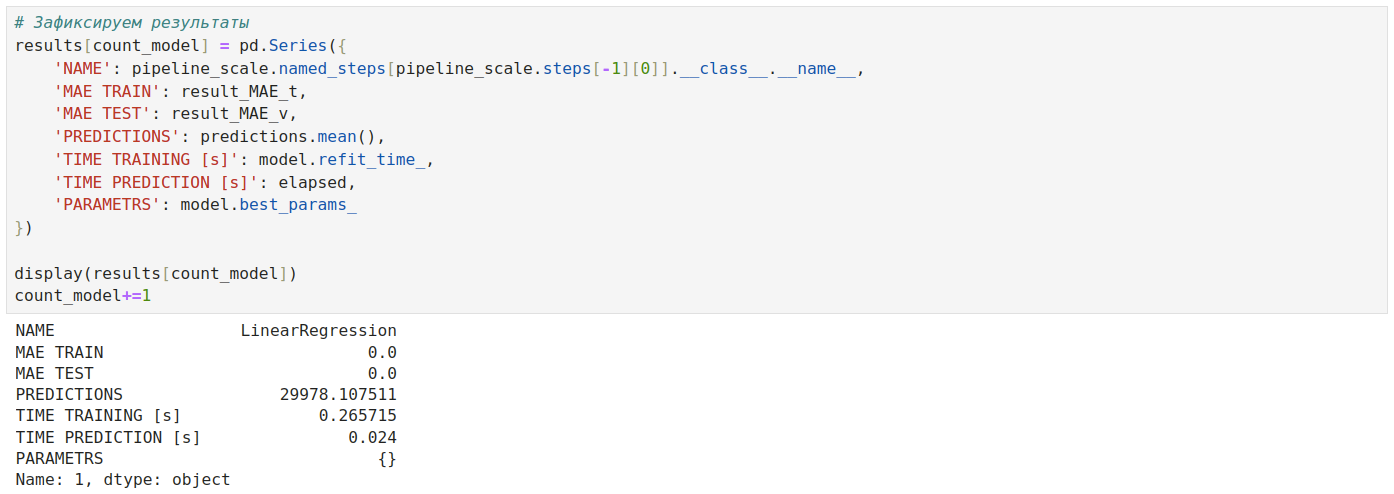 # Зафиксируем результаты
results[count_model] = pd.Series({
    'NAME': pipeline_scale.named_steps[pipeline_scale.steps[-1][0]].__class__.__name__,
    'MAE TRAIN': result_MAE_t,
    'MAE TEST': result_MAE_v,
    'PREDICTIONS': predictions.mean(),
    'TIME TRAINING [s]': model.refit_time_,
    'TIME PREDICTION [s]': elapsed,
    'PARAMETRS': model.best_params_
})

display(results[count_model])
count_model+=1
NAME                   LinearRegression
MAE TRAIN                           0.0
MAE TEST                            0.0
PREDICTIONS                29978.107511
TIME TRAINING [s]              0.265715
TIME PREDICTION [s]               0.024
PARAMETRS                            {}
Name: 1, dtype: object